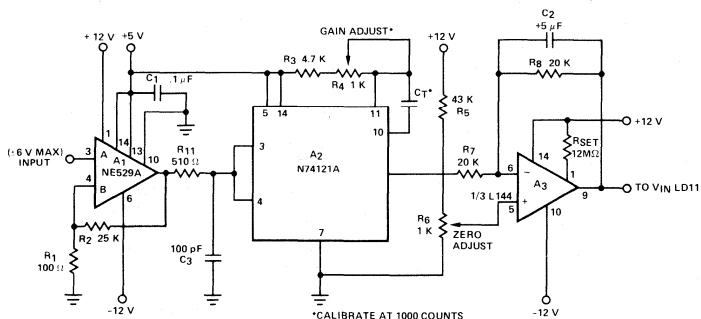 + 12 V
+5 V
C1 .1 µF
GAIN ADJUST*
R3 4.7 K
R4 1 K
CT*
+12 V
43 K
R5
C2
+5 µF
R8 20 K
1
14
13
10
5
14
11
10
(±6 V MAX)
INPUT
3
A
A1
NE529A
4
B
6
R11
510 Ω
3
4
A2
N74121A
7
R7
20 K
6
−
14
RSET
12MΩ
1
+12 V
A3
9
TO VIN LD11
1/3 L144
5
+
10
R2 25 K
R1
100 Ω
100 pF
C3
R6
1 K
ZERO
ADJUST
-12 V
-12 V
*CALIBRATE AT 1000 COUNTS